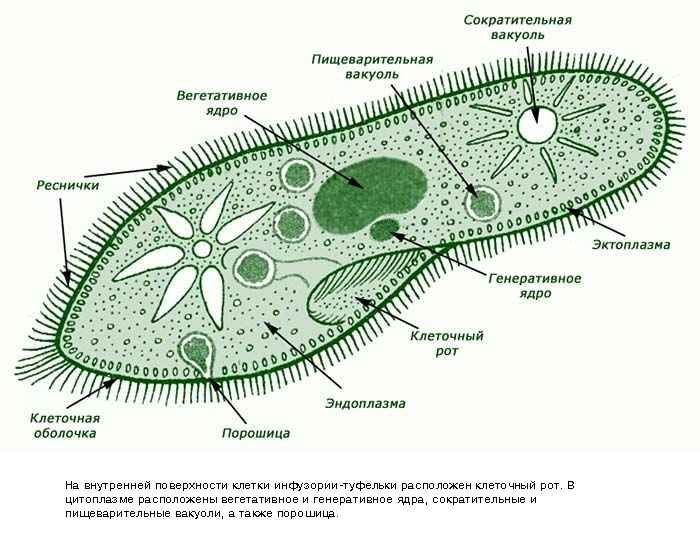 Сократительная
вакуоль
Пищеварительная
вакуоль
Вегетативное
ядро
Реснички
Эктоплазма
Генеративное
ядро
Клеточный
рот
Эндоплазма
Клеточная
оболочка
Порошица
На внутренней поверхности клетки инфузории-туфельки расположен клеточный рот. В
цитоплазме расположены вегетативное и генеративное ядра, сократительные и
пищеварительные вакуоли, а также порошица.